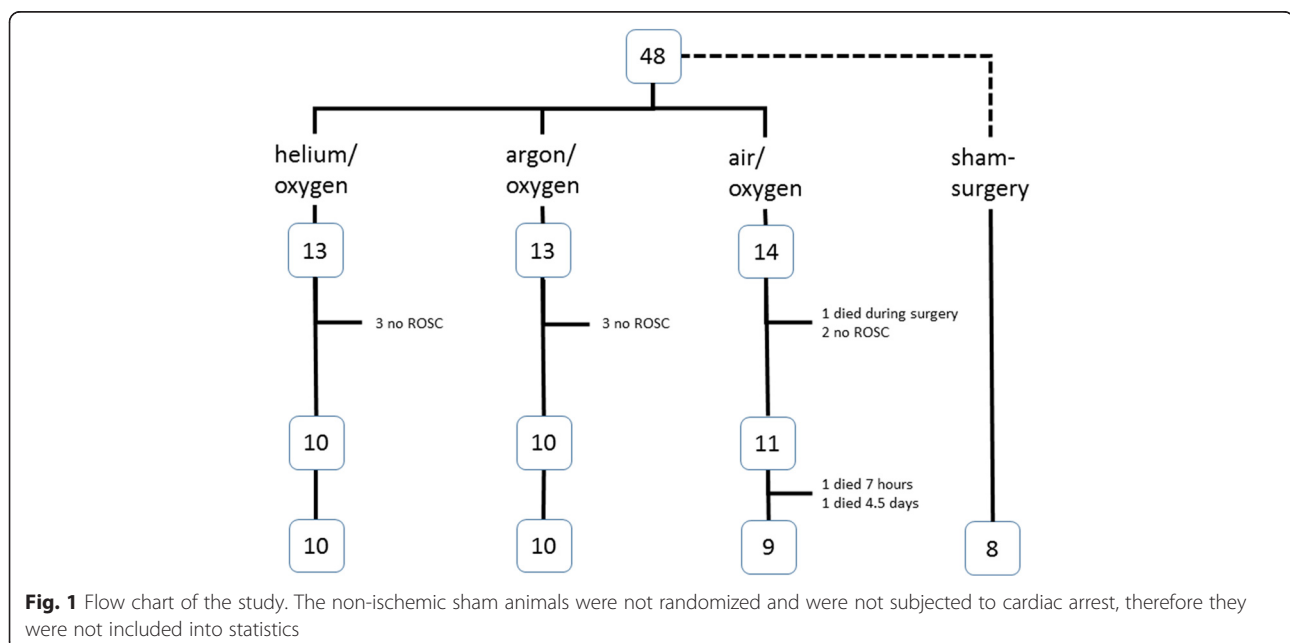 48
helium/ argon/ air/ sham-
oxygen oxygen oxygen surgery
13 13 14
3 no ROSC 3 no ROSC 1 died during surgery
2 no ROSC
10 10 11
1 died 7 hours
1 died 4.5 days
10 10 9 8
Fig. 1 Flow chart of the study. The non-ischemic sham animals were not randomized and were not subjected to cardiac arrest, therefore they
were not included into statistics